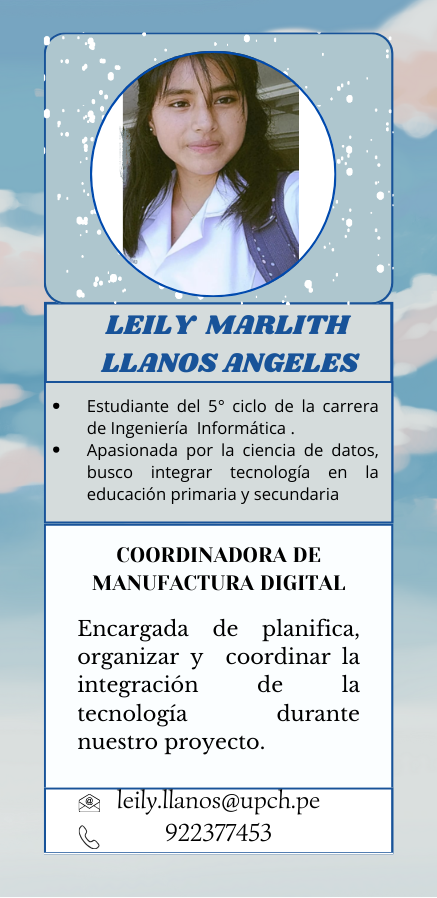 LEILY MARLITH
LLANOS ANGELES
• Estudiante del 5° ciclo de la carrera
de Ingeniería Informática .
• Apasionada por la ciencia de datos,
busco integrar tecnología en la
educación primaria y secundaria
COORDINADORA DE
MANUFACTURA DIGITAL
Encargada de planifica,
organizar y coordinar la
integración de la
tecnología durante
nuestro proyecto.
@ leily.llanos@upch.pe
922377453